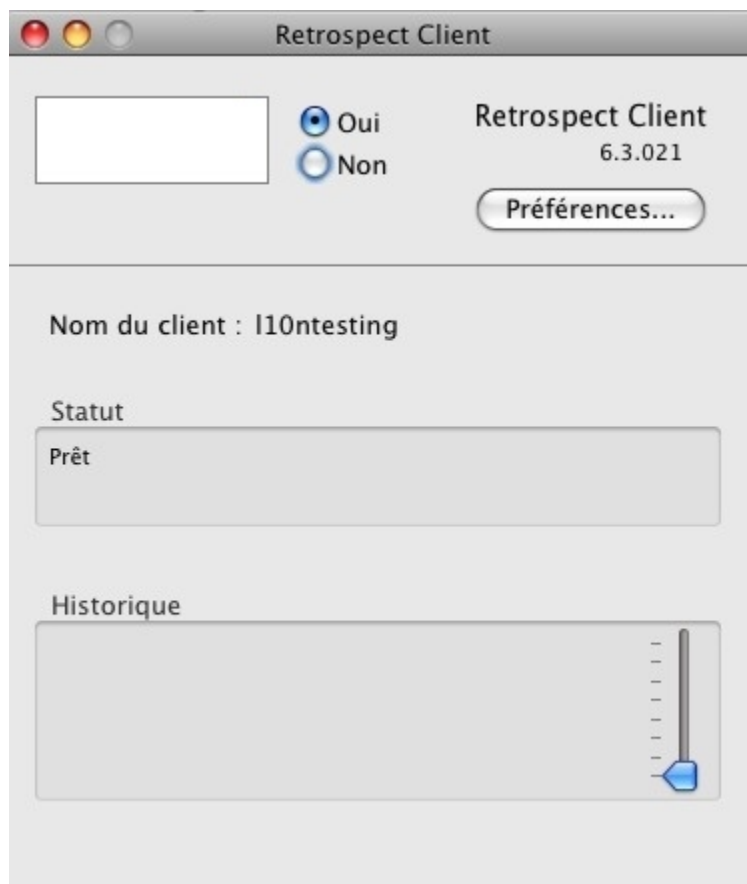 Retrospect Client
Oui
Non
Retrospect Client
6.3.021
Préférences...
Nom du client : l10ntesting
Statut
Prêt
Historique